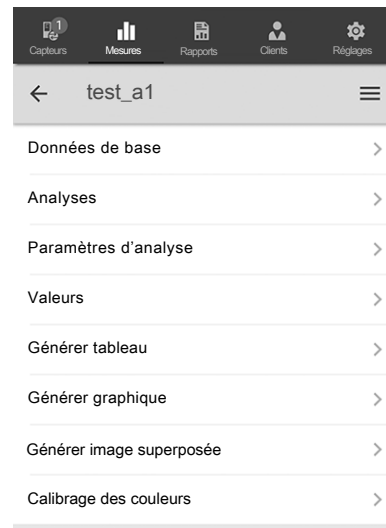 1
Capteurs Mesures Rapports Clients Réglages
test_a1
Données de base
Analyses
Paramètres d’analyse
Valeurs
Générer tableau
Générer graphique
Générer image superposée
Calibrage des couleurs